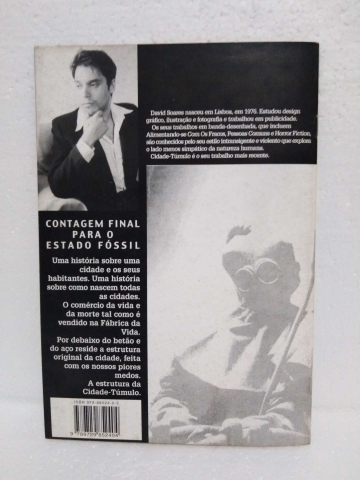 David Soares nasceu em Lisboa, em 1976. Estudou design
gráfico, ilustração e fotografia e trabalhou em publicidade.
Os seus trabalhos em banda-desenhada, que incluem
Alimentando-se Com Os Fracos, Pessoas Comuns e Horror Fiction,
são conhecidos pelo seu estilo intransigente e violento que explora
o lado menos simpático da natureza humana.
Cidade-Túmulo é o seu trabalho mais recente.
CONTAGEM FINAL
PARA O
ESTADO FÓSSIL
Uma história sobre uma
cidade e os seus
habitantes. Uma história
sobre como nascem todas
as cidades.
O comércio da vida e
da morte tal como é
vendido na Fábrica da
Vida.
Por debaixo do betão e
do aço reside a estrutura
original da cidade, feita
com os nossos piores
medos.
A estrutura da
Cidade-Túmulo.
ISBN